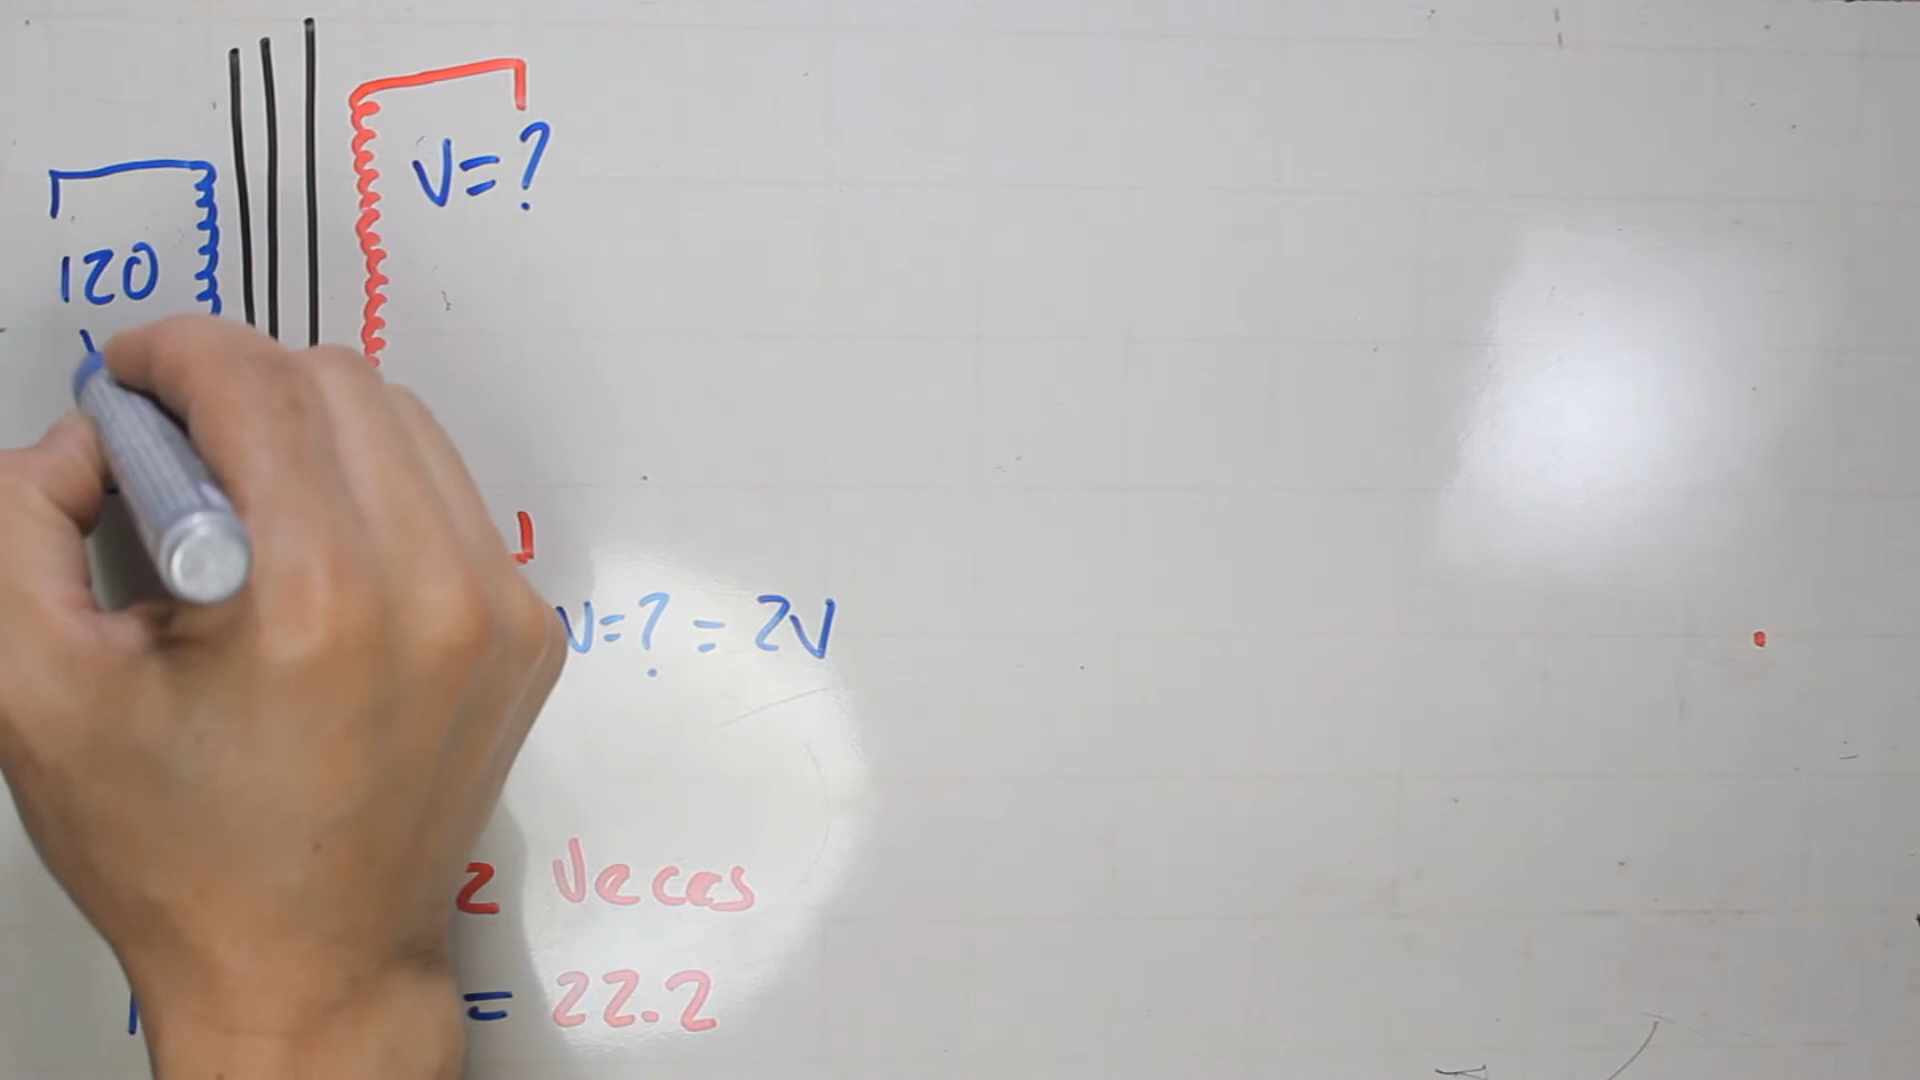 V=?
120
V=? = 2V
2 Veces
= 22.2